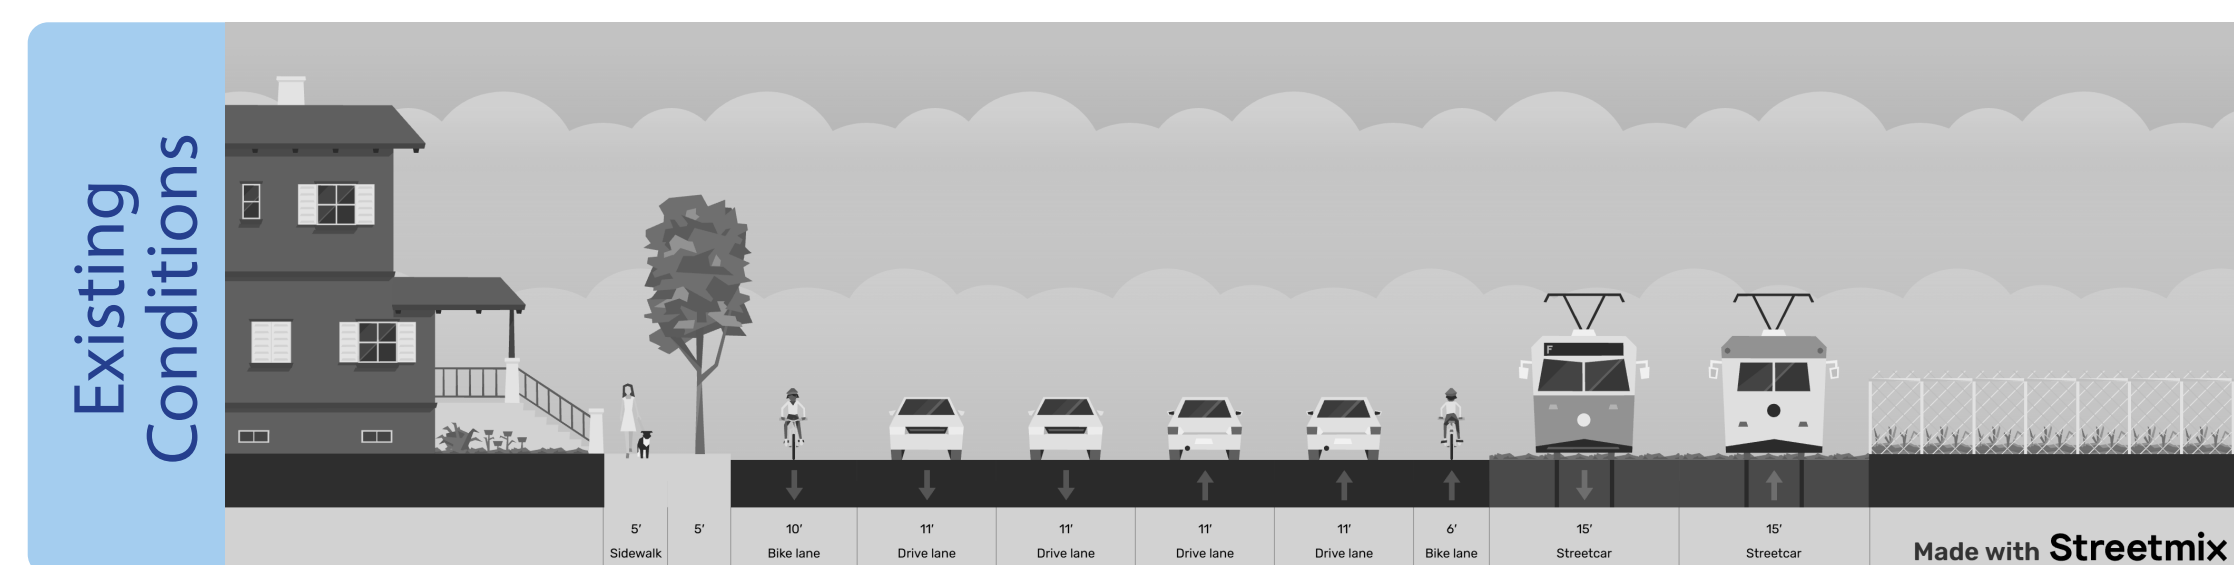 Existing
Conditions
F
5′
5′
10′
11′
11′
11′
11′
6′
15′
15′
Sidewalk
Bike lane
Drive lane
Drive lane
Drive lane
Drive lane
Bike lane
Streetcar
Streetcar
Made with Streetmix